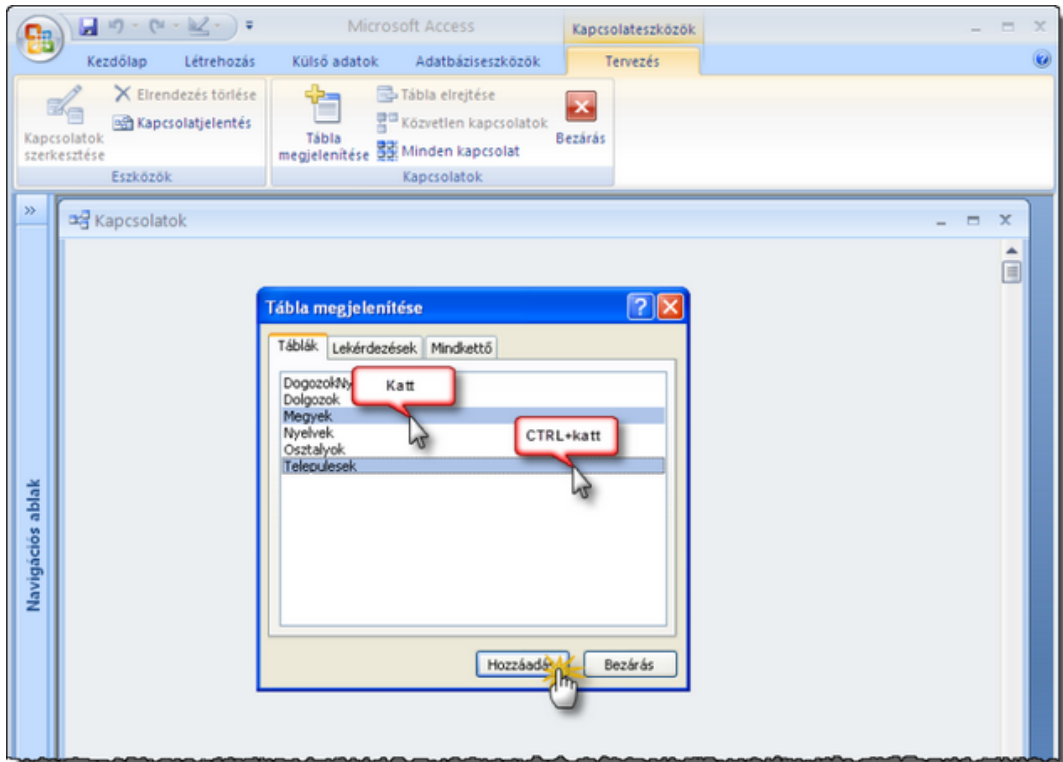 Microsoft Access
Kapcsolateszközök
Kezdőlap
Létrehozás
Külső adatok
Adatbáziseszközök
Tervezés
Kapcsolatok
szerkesztése
Elrendezés törlése
Kapcsolatjelentés
Eszközök
Tábla
megjelenítése
Tábla elrejtése
Közvetlen kapcsolatok
Minden kapcsolat
Bezárás
Kapcsolatok
»
Navigációs ablak
Kapcsolatok
Tábla megjelenítése
Táblák
Lekérdezések
Mindkettő
DogozokNy
Dolgozok
Megyek
Nyelvek
Osztalyok
Telepulesek
Katt
CTRL+katt
Hozzáadá
Bezárás